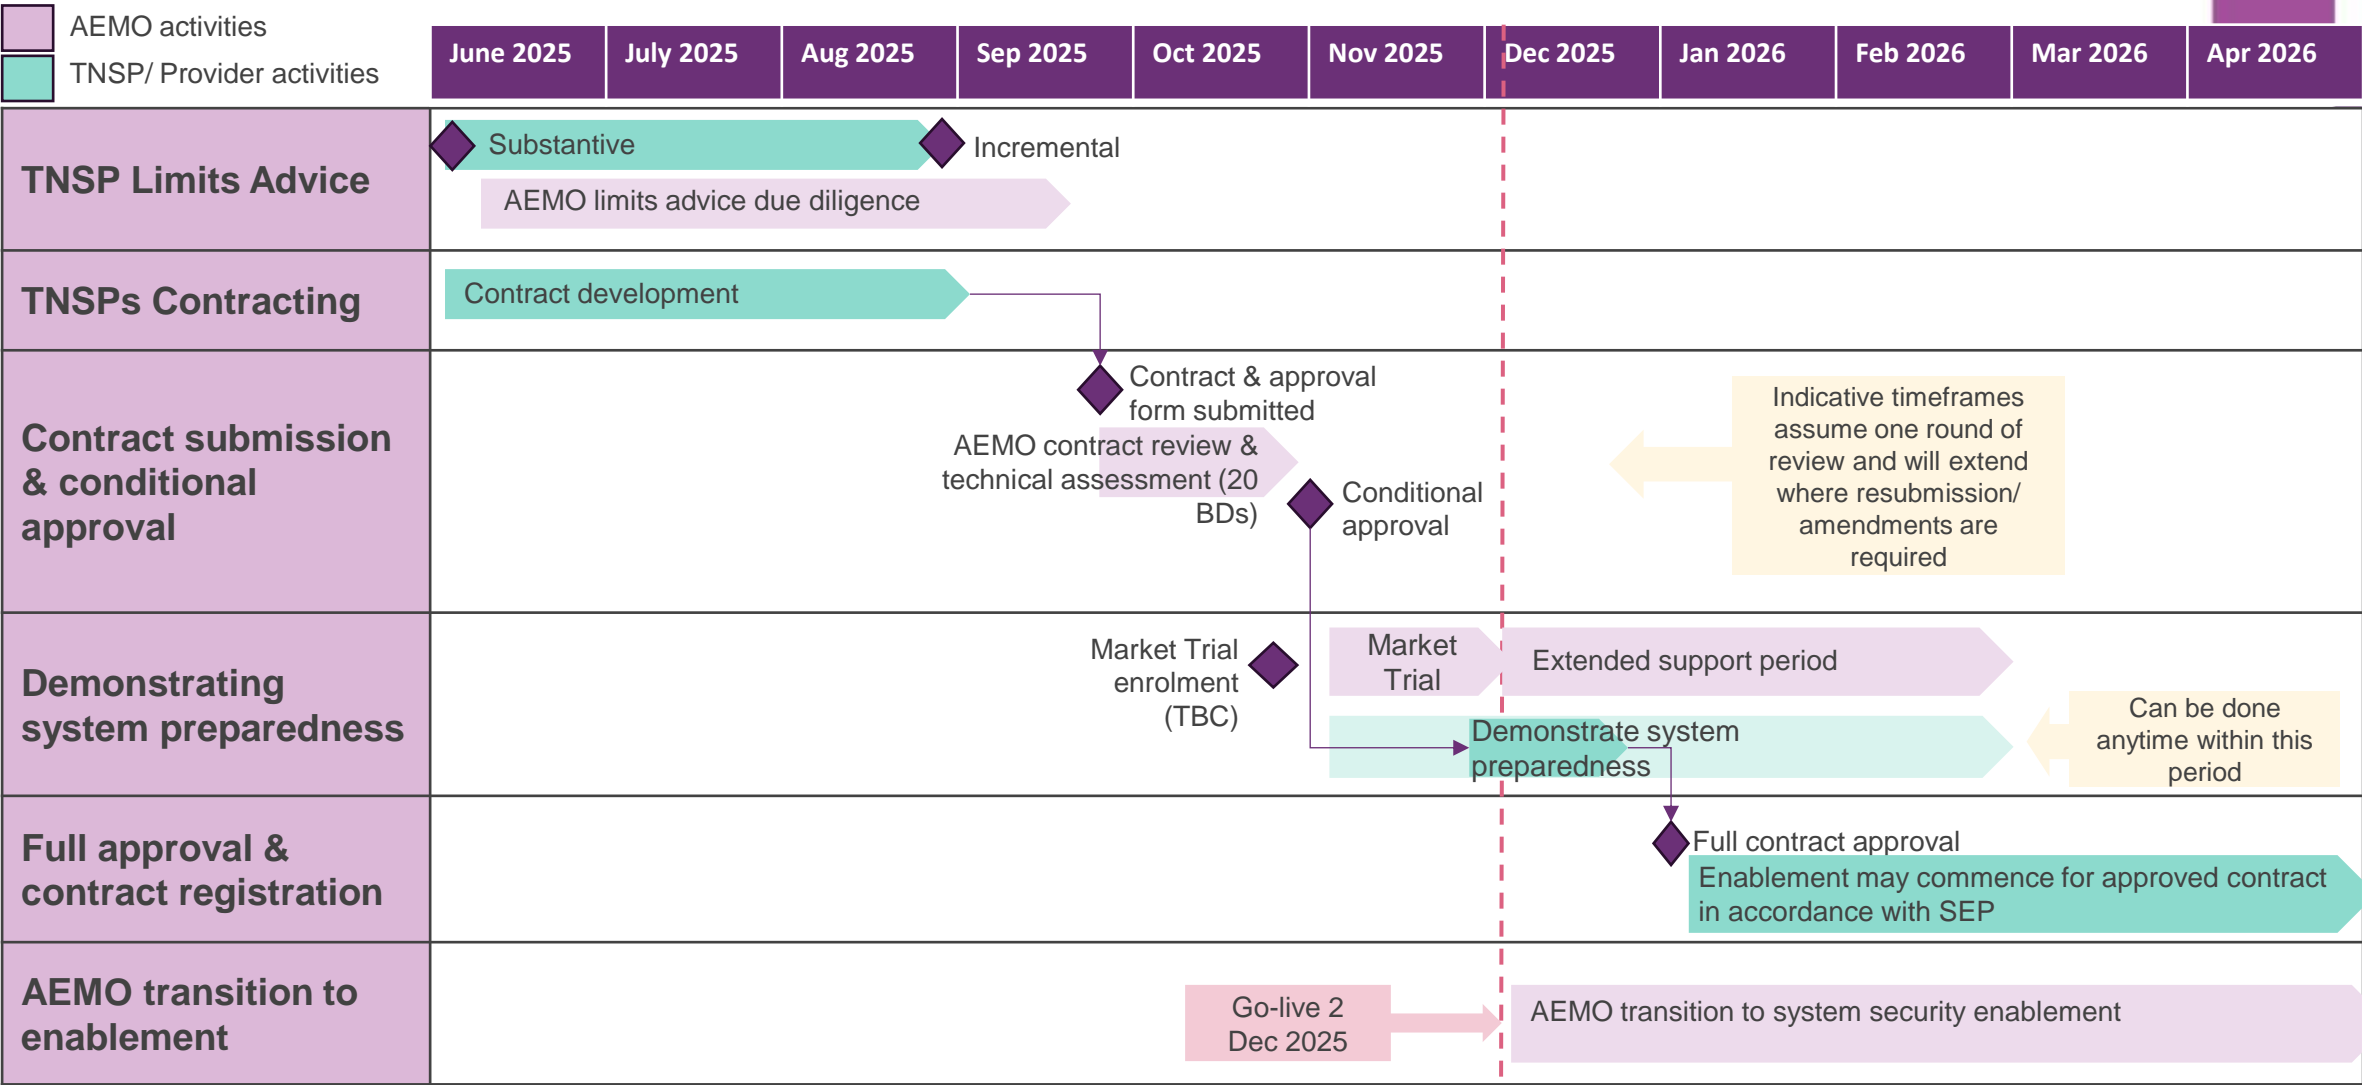 AEMO activities
TNSP/ Provider activities
June 2025
July 2025
Aug 2025
Sep 2025
Oct 2025
Nov 2025
Dec 2025
Jan 2026
Feb 2026
Mar 2026
Apr 2026
TNSP Limits Advice
Substantive
Incremental
AEMO limits advice due diligence
TNSPs Contracting
Contract development
Contract submission
& conditional
approval
Contract & approval
form submitted
AEMO contract review &
technical assessment (20
BDs)
Conditional
approval
Indicative timeframes
assume one round of
review and will extend
where resubmission/
amendments are
required
Demonstrating
system preparedness
Market Trial
enrolment
(TBC)
Market
Trial
Extended support period
Demonstrate system
preparedness
Can be done
anytime within this
period
Full approval &
contract registration
Full contract approval
Enablement may commence for approved contract
in accordance with SEP
AEMO transition to
enablement
Go-live 2
Dec 2025
AEMO transition to system security enablement